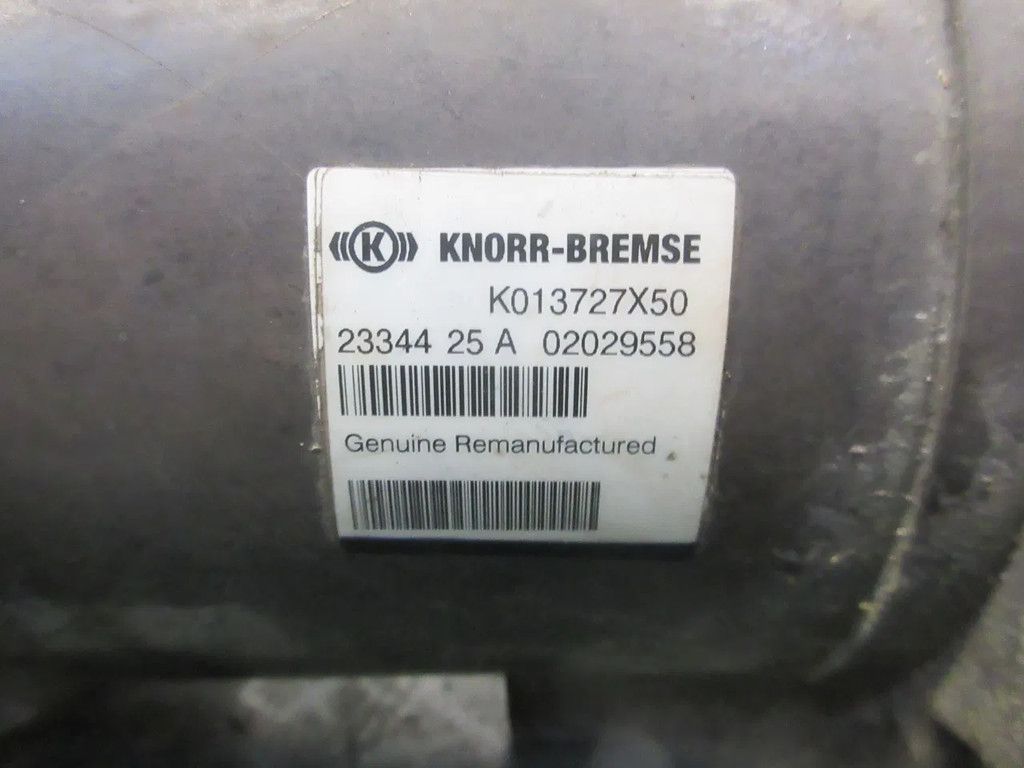 K KNORR-BREMSE
K013727X50
23344 25 A 02029558
Genuine Remanufactured